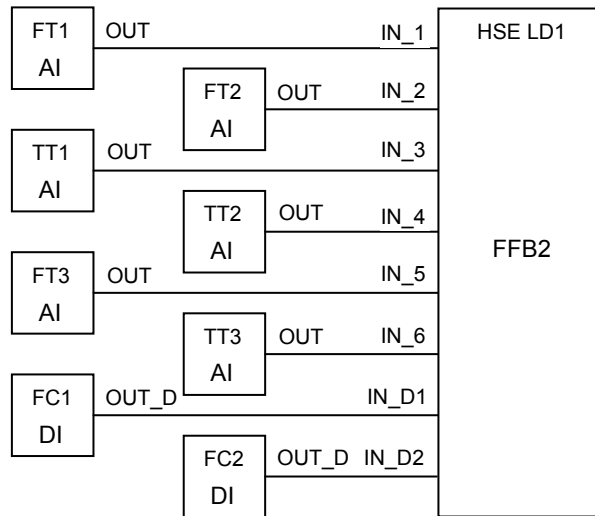 FT1 OUT IN_1 HSE LD1
AI
FT2 OUT IN_2
AI
TT1 OUT IN_3
AI
TT2 OUT IN_4
AI
FFB2
FT3 OUT IN_5
AI
TT3 OUT IN_6
AI
FC1 OUT_D IN_D1
DI
FC2 OUT_D IN_D2
DI